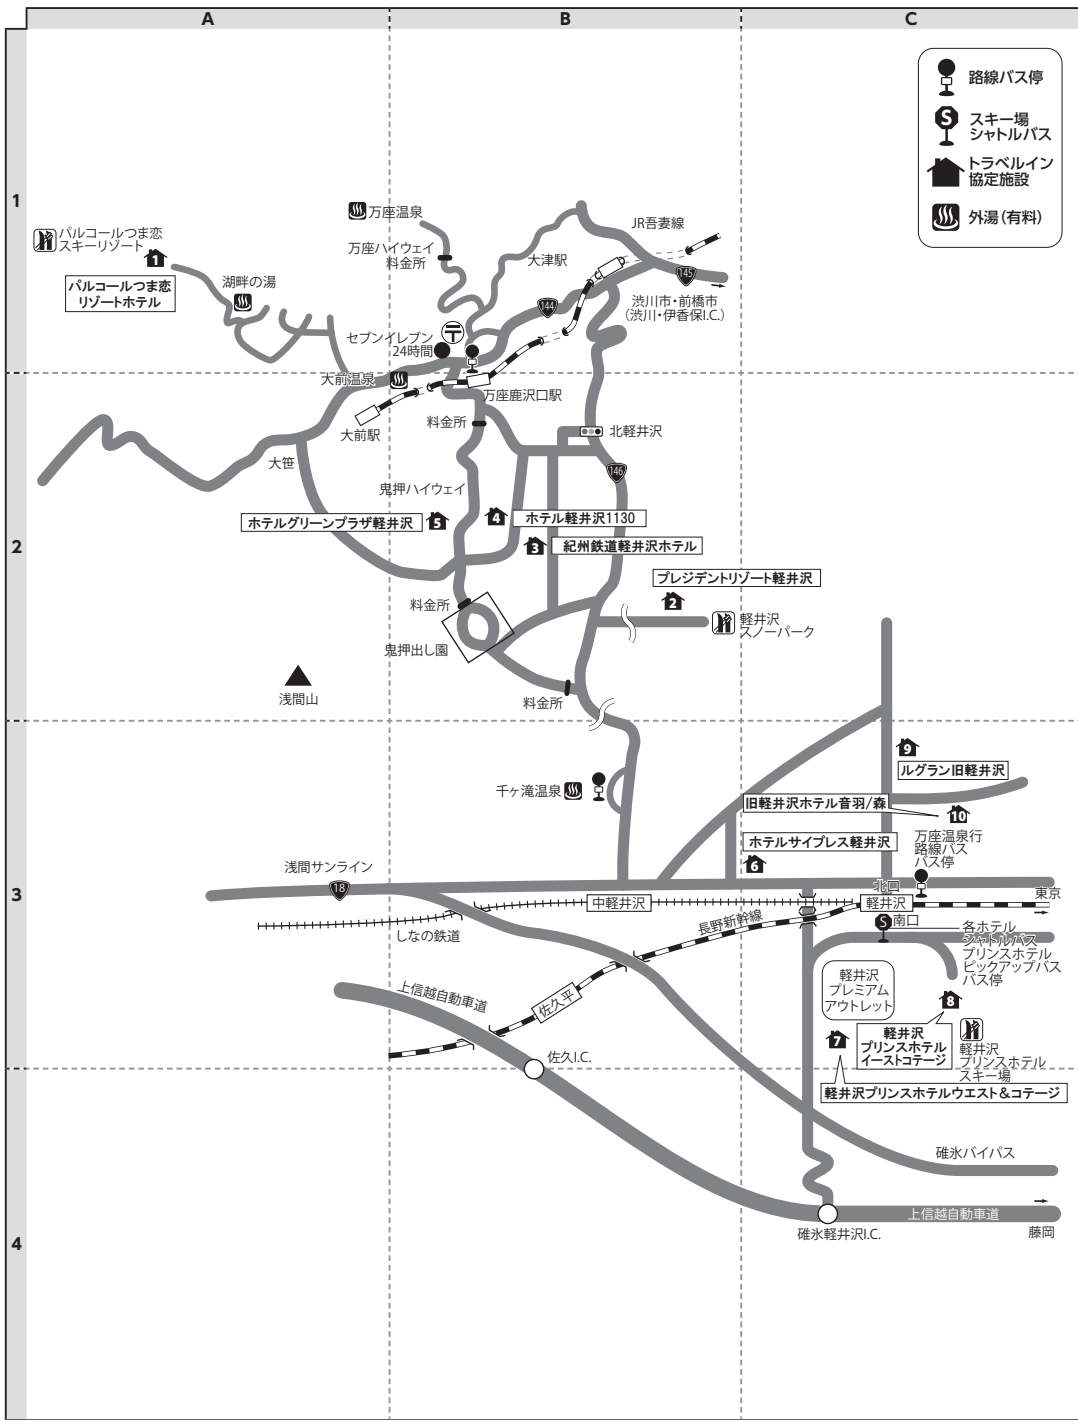 A
B
C
路線バス停
S
スキー場
シャトルバス
トラベルイン
協定施設
外湯(有料)
1
パルコールつま恋
スキーリゾート
1
パルコールつま恋
リゾートホテル
湖畔の湯
万座温泉
万座ハイウェイ
料金所
大津駅
JR吾妻線
145
渋川市・前橋市
(渋川・伊香保I.C.)
144
セブンイレブン
24時間
〒
大前温泉
万座鹿沢口駅
大前駅
料金所
北軽井沢
大笹
146
鬼押ハイウェイ
2
ホテルグリーンプラザ軽井沢
5
4
ホテル軽井沢1130
3
紀州鉄道軽井沢ホテル
プレジデントリゾート軽井沢
2
料金所
軽井沢
スノーパーク
鬼押出し園
浅間山
料金所
9
ルグラン旧軽井沢
千ヶ滝温泉
旧軽井沢ホテル音羽/森
10
万座温泉行
路線バス
バス停
ホテルサイプレス軽井沢
6
3
浅間サンライン
18
北口
東京
中軽井沢
軽井沢
しなの鉄道
長野新幹線
S
南口
各ホテル
シャトルバス
プリンスホテル
ピックアップバス
バス停
上信越自動車道
佐久平
軽井沢
プレミアム
アウトレット
8
軽井沢
プリンスホテル
イーストコテージ
7
軽井沢
プリンスホテル
スキー場
佐久I.C.
軽井沢プリンスホテルウエスト&コテージ
碓氷バイパス
4
上信越自動車道
碓氷軽井沢I.C.
藤岡